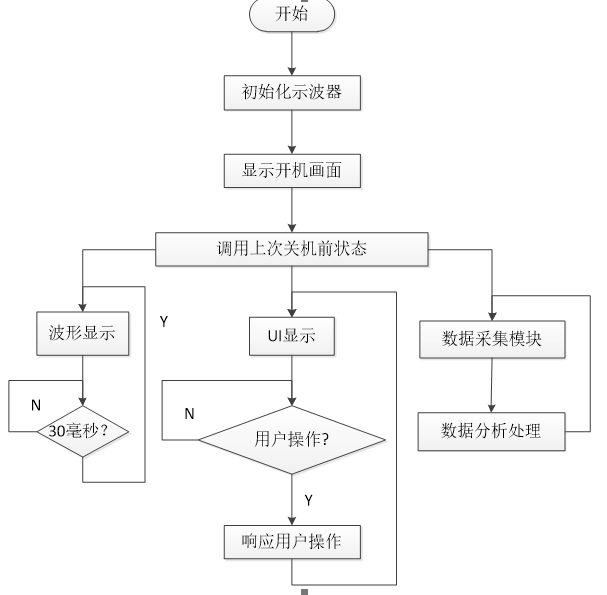 开始
初始化示波器
显示开机画面
调用上次关机前状态
波形显示
Y
UI显示
数据采集模块
N
30毫秒？
N
用户操作?
数据分析处理
Y
响应用户操作